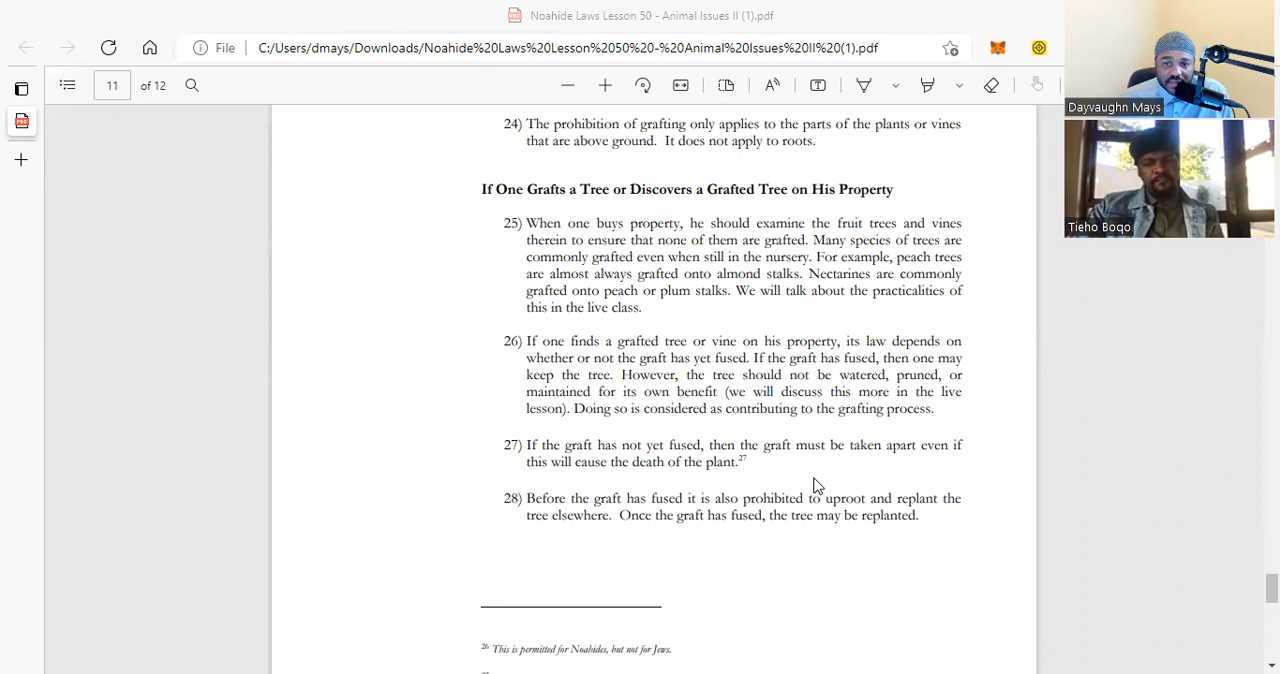 Noahide Laws Lesson 50 - Animal Issues II (1).pdf
File C:/Users/dmays/Downloads/Noahide%20Laws%20Lesson%2050%20-%20Animal%20Issues%20II%20(1).pdf
11 of 12
24) The prohibition of grafting only applies to the parts of the plants or vines
that are above ground. It does not apply to roots.
If One Grafts a Tree or Discovers a Grafted Tree on His Property
25) When one buys property, he should examine the fruit trees and vines
therein to ensure that none of them are grafted. Many species of trees are
commonly grafted even when still in the nursery. For example, peach trees
are almost always grafted onto almond stalks. Nectarines are commonly
grafted onto peach or plum stalks. We will talk about the practicalities of
this in the live class.
26) If one finds a grafted tree or vine on his property, its law depends on
whether or not the graft has yet fused. If the graft has fused, then one may
keep the tree. However, the tree should not be watered, pruned, or
maintained for its own benefit (we will discuss this more in the live
lesson). Doing so is considered as contributing to the grafting process.
27) If the graft has not yet fused, then the graft must be taken apart even if
this will cause the death of the plant.27
28) Before the graft has fused it is also prohibited to uproot and replant the
tree elsewhere. Once the graft has fused, the tree may be replanted.
26 This is permitted for Noahides, but not for Jews.
Dayvaughn Mays
Tieho Boqo